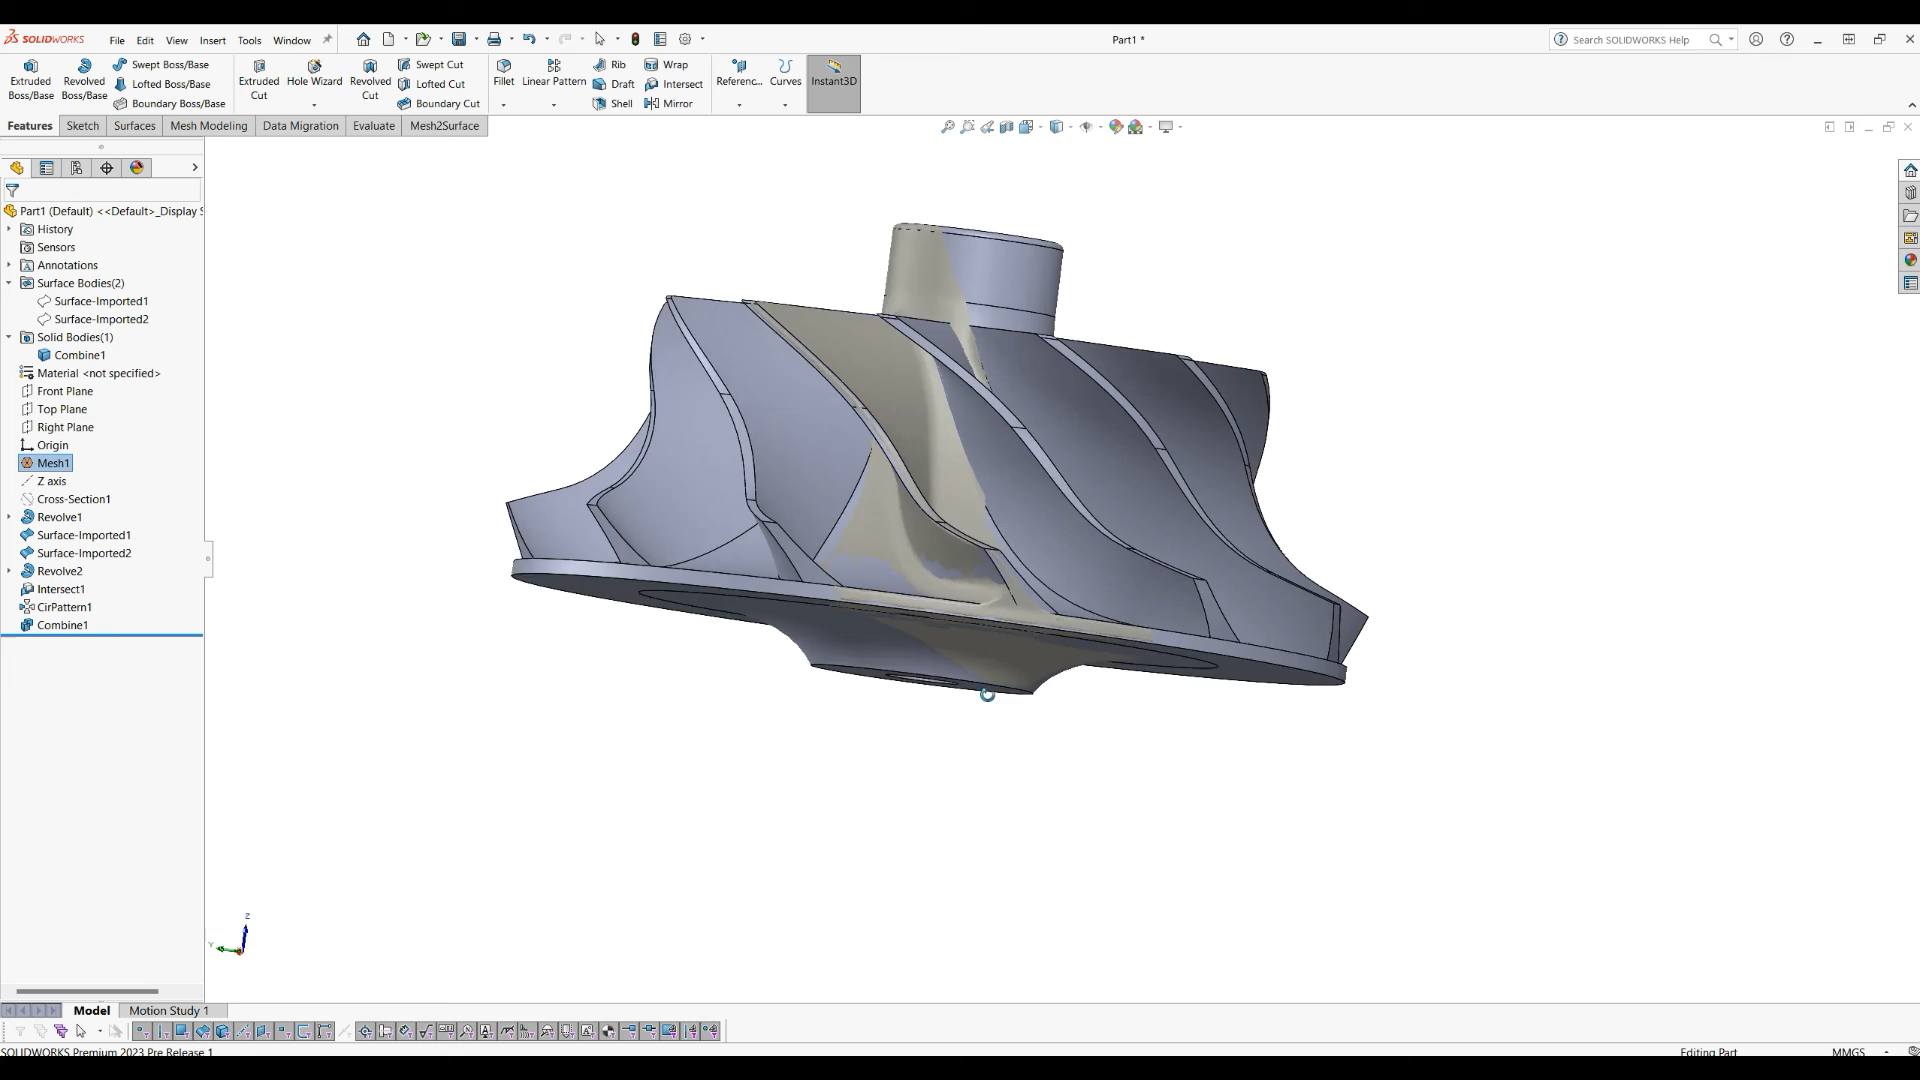 SOLIDWORKS File Edit View Insert Tools Window Part1 * Search SOLIDWORKS Help
Extruded Boss/Base
Revolved Boss/Base
Swept Boss/Base
Lofted Boss/Base
Boundary Boss/Base
Extruded Cut
Hole Wizard
Revolved Cut
Swept Cut
Lofted Cut
Boundary Cut
Fillet
Linear Pattern
Rib
Draft
Shell
Wrap
Intersect
Mirror
Referenc...
Curves
Instant3D
Features Sketch Surfaces Mesh Modeling Data Migration Evaluate Mesh2Surface
Part1 (Default) <<Default>_Display S
History
Sensors
Annotations
Surface Bodies(2)
Surface-Imported1
Surface-Imported2
Solid Bodies(1)
Combine1
Material <not specified>
Front Plane
Top Plane
Right Plane
Origin
Mesh1
Z axis
Cross-Section1
Revolve1
Surface-Imported1
Surface-Imported2
Revolve2
Intersect1
CirPattern1
Combine1
Z
Y
Model Motion Study 1
SOLIDWORKS Premium 2023 Pre Release 1 Editing Part MMGS